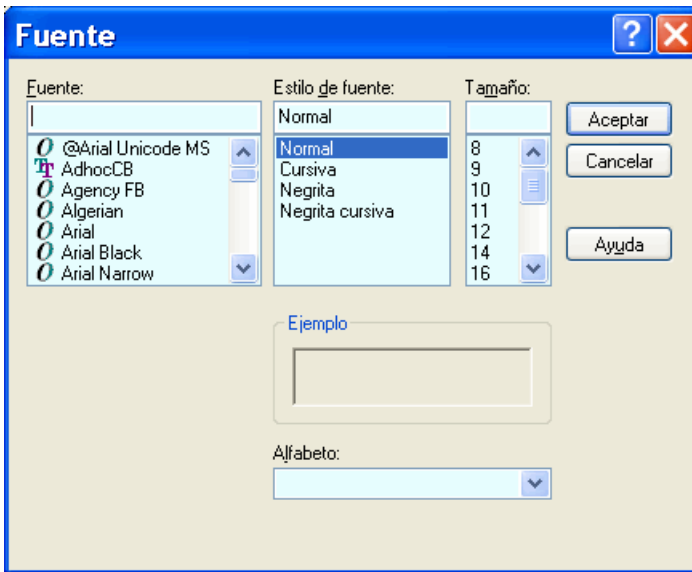 Fuente
Fuente:
Estilo de fuente:
Tamaño:
Normal
@Arial Unicode MS
AdhocCB
Agency FB
Algerian
Arial
Arial Black
Arial Narrow
Normal
Cursiva
Negrita
Negrita cursiva
8
9
10
11
12
14
16
Aceptar
Cancelar
Ayuda
Ejemplo
Alfabeto: